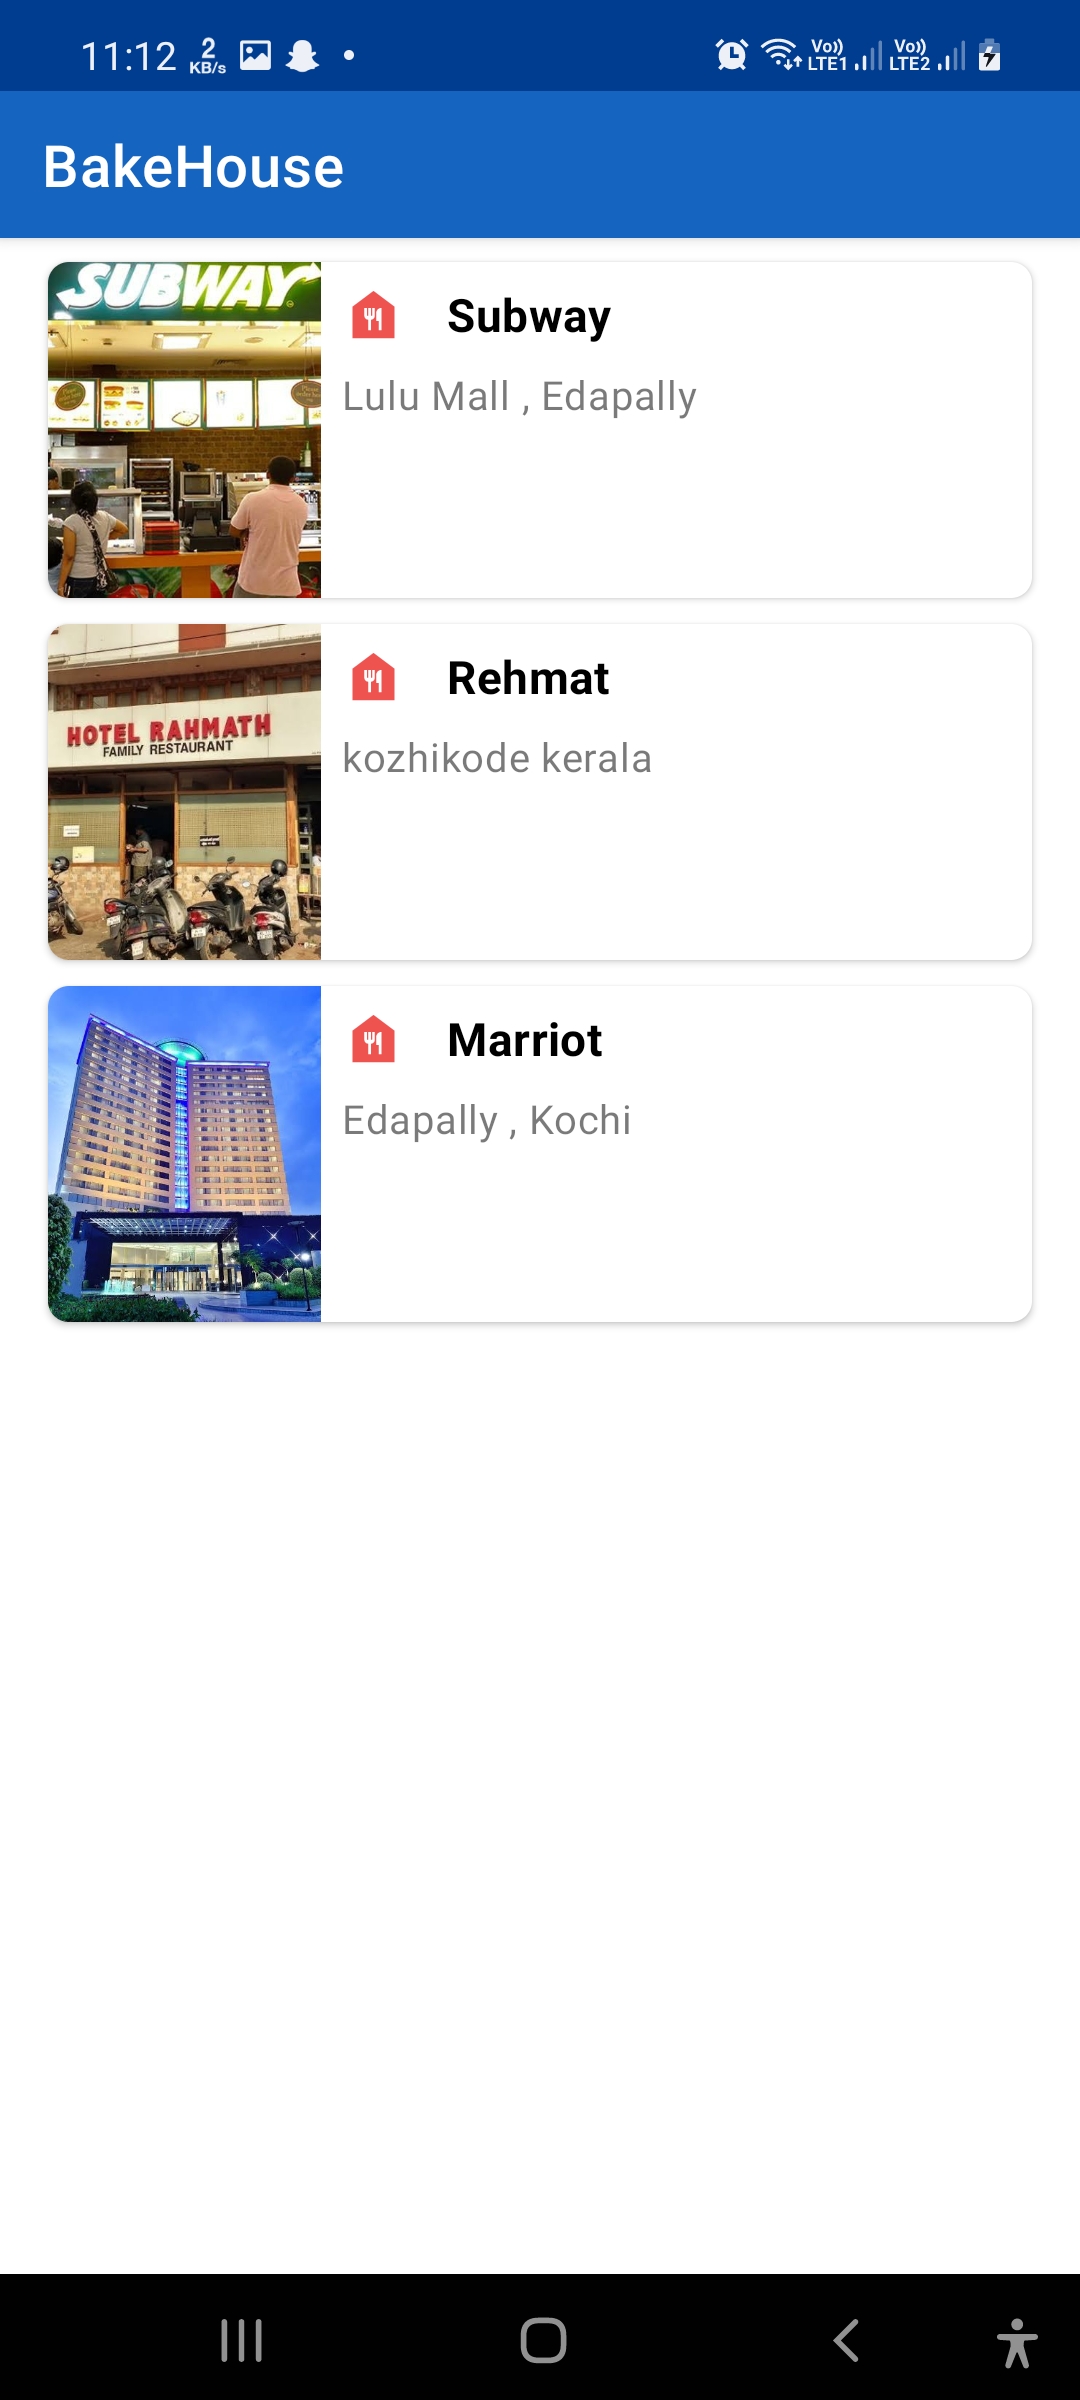 11:12 2 KB/s Vo)) LTE1 Vo)) LTE2
BakeHouse
SUBWAY
Subway
Lulu Mall , Edapally
HOTEL RAHMATH
FAMILY RESTAURANT
Rehmat
kozhikode kerala
Marriot
Edapally , Kochi